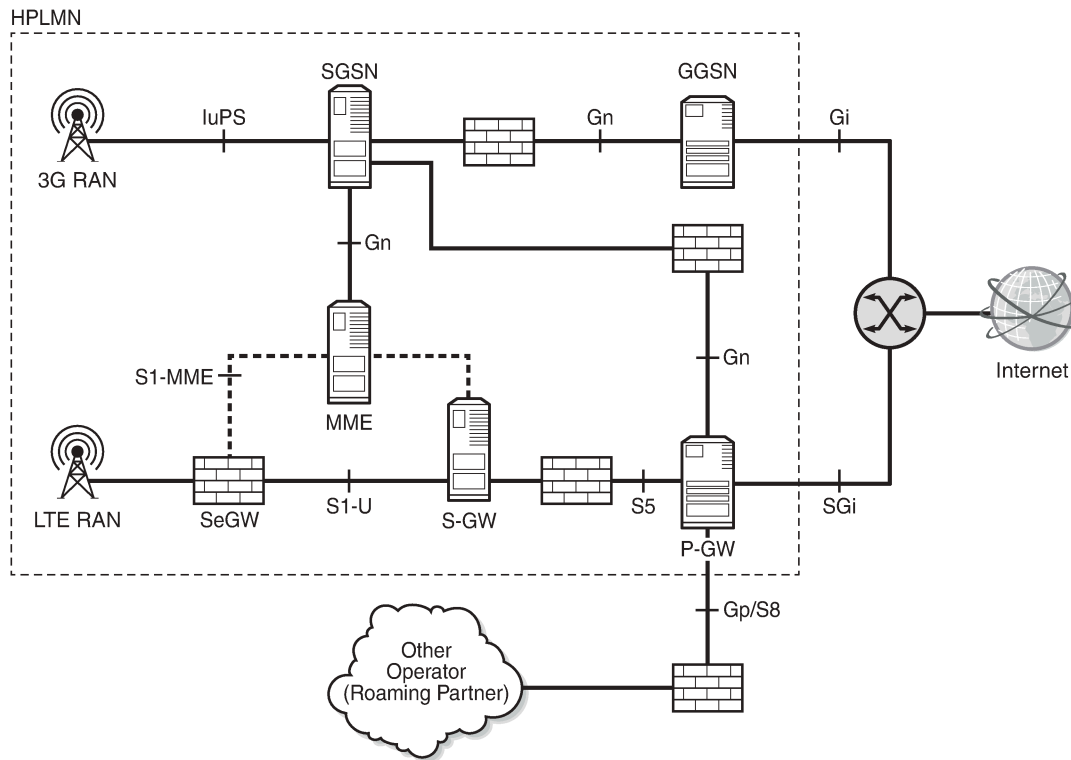 HPLMN
SGSN
GGSN
IuPS
Gn
Gi
3G RAN
Gn
Gn
Internet
S1-MME
MME
LTE RAN
SeGW
S1-U
S-GW
S5
P-GW
SGi
Gp/S8
Other
Operator
(Roaming Partner)